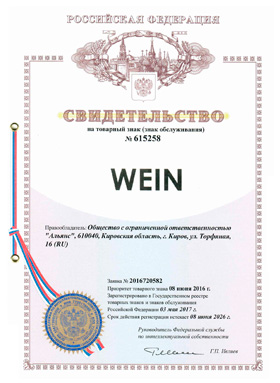 РОССИЙСКАЯ ФЕДЕРАЦИЯ
СВИДЕТЕЛЬСТВО
на товарный знак (знак обслуживания)
№ 615258
WEIN
Правообладатель: Общество с ограниченной ответственностью
"Альянс", 610040, Кировская область, г. Киров, ул. Торфяная,
16 (RU)
Заявка № 2016720582
Приоритет товарного знака 08 июня 2016 г.
Зарегистрировано в Государственном реестре
товарных знаков и знаков обслуживания
Российской Федерации 03 мая 2017 г.
Срок действия регистрации истекает 08 июня 2026 г.
Руководитель Федеральной службы
по интеллектуальной собственности
Г.П. Ивлиев